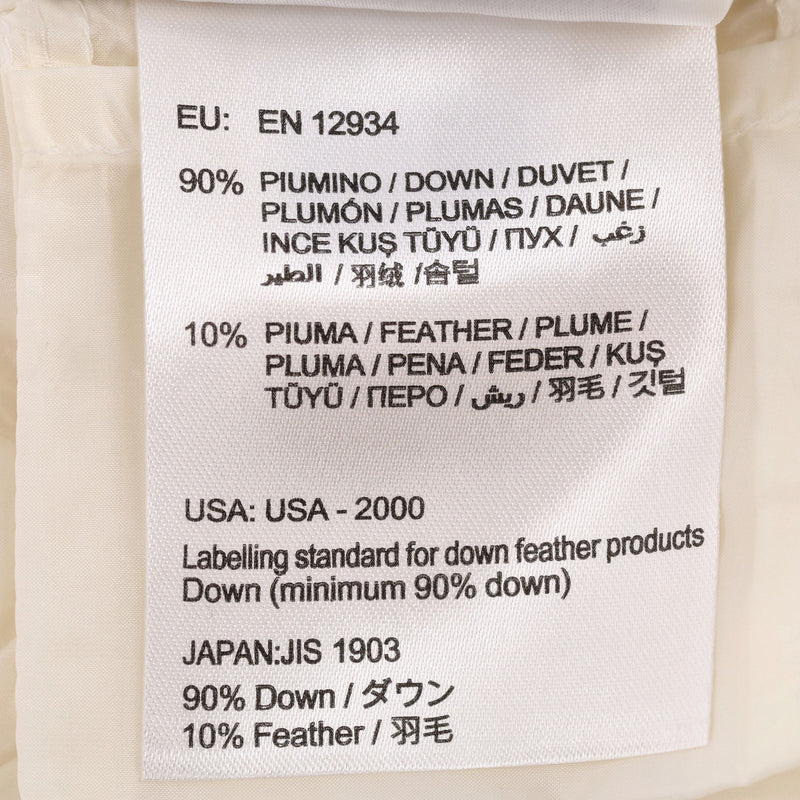 EU: EN 12934
90% PIUMINO / DOWN / DUVET /
PLUMÓN / PLUMAS / DAUNE /
INCE KUŞ TÜYÜ / ПУХ / زغب
الطير / 羽绒 /솜털
10% PIUMA / FEATHER / PLUME /
PLUMA / PENA / FEDER / KUŞ
TÜYÜ / ПЕРО / ريش / 羽毛 / 깃털
USA: USA - 2000
Labelling standard for down feather products
Down (minimum 90% down)
JAPAN:JIS 1903
90% Down / ダウン
10% Feather / 羽毛